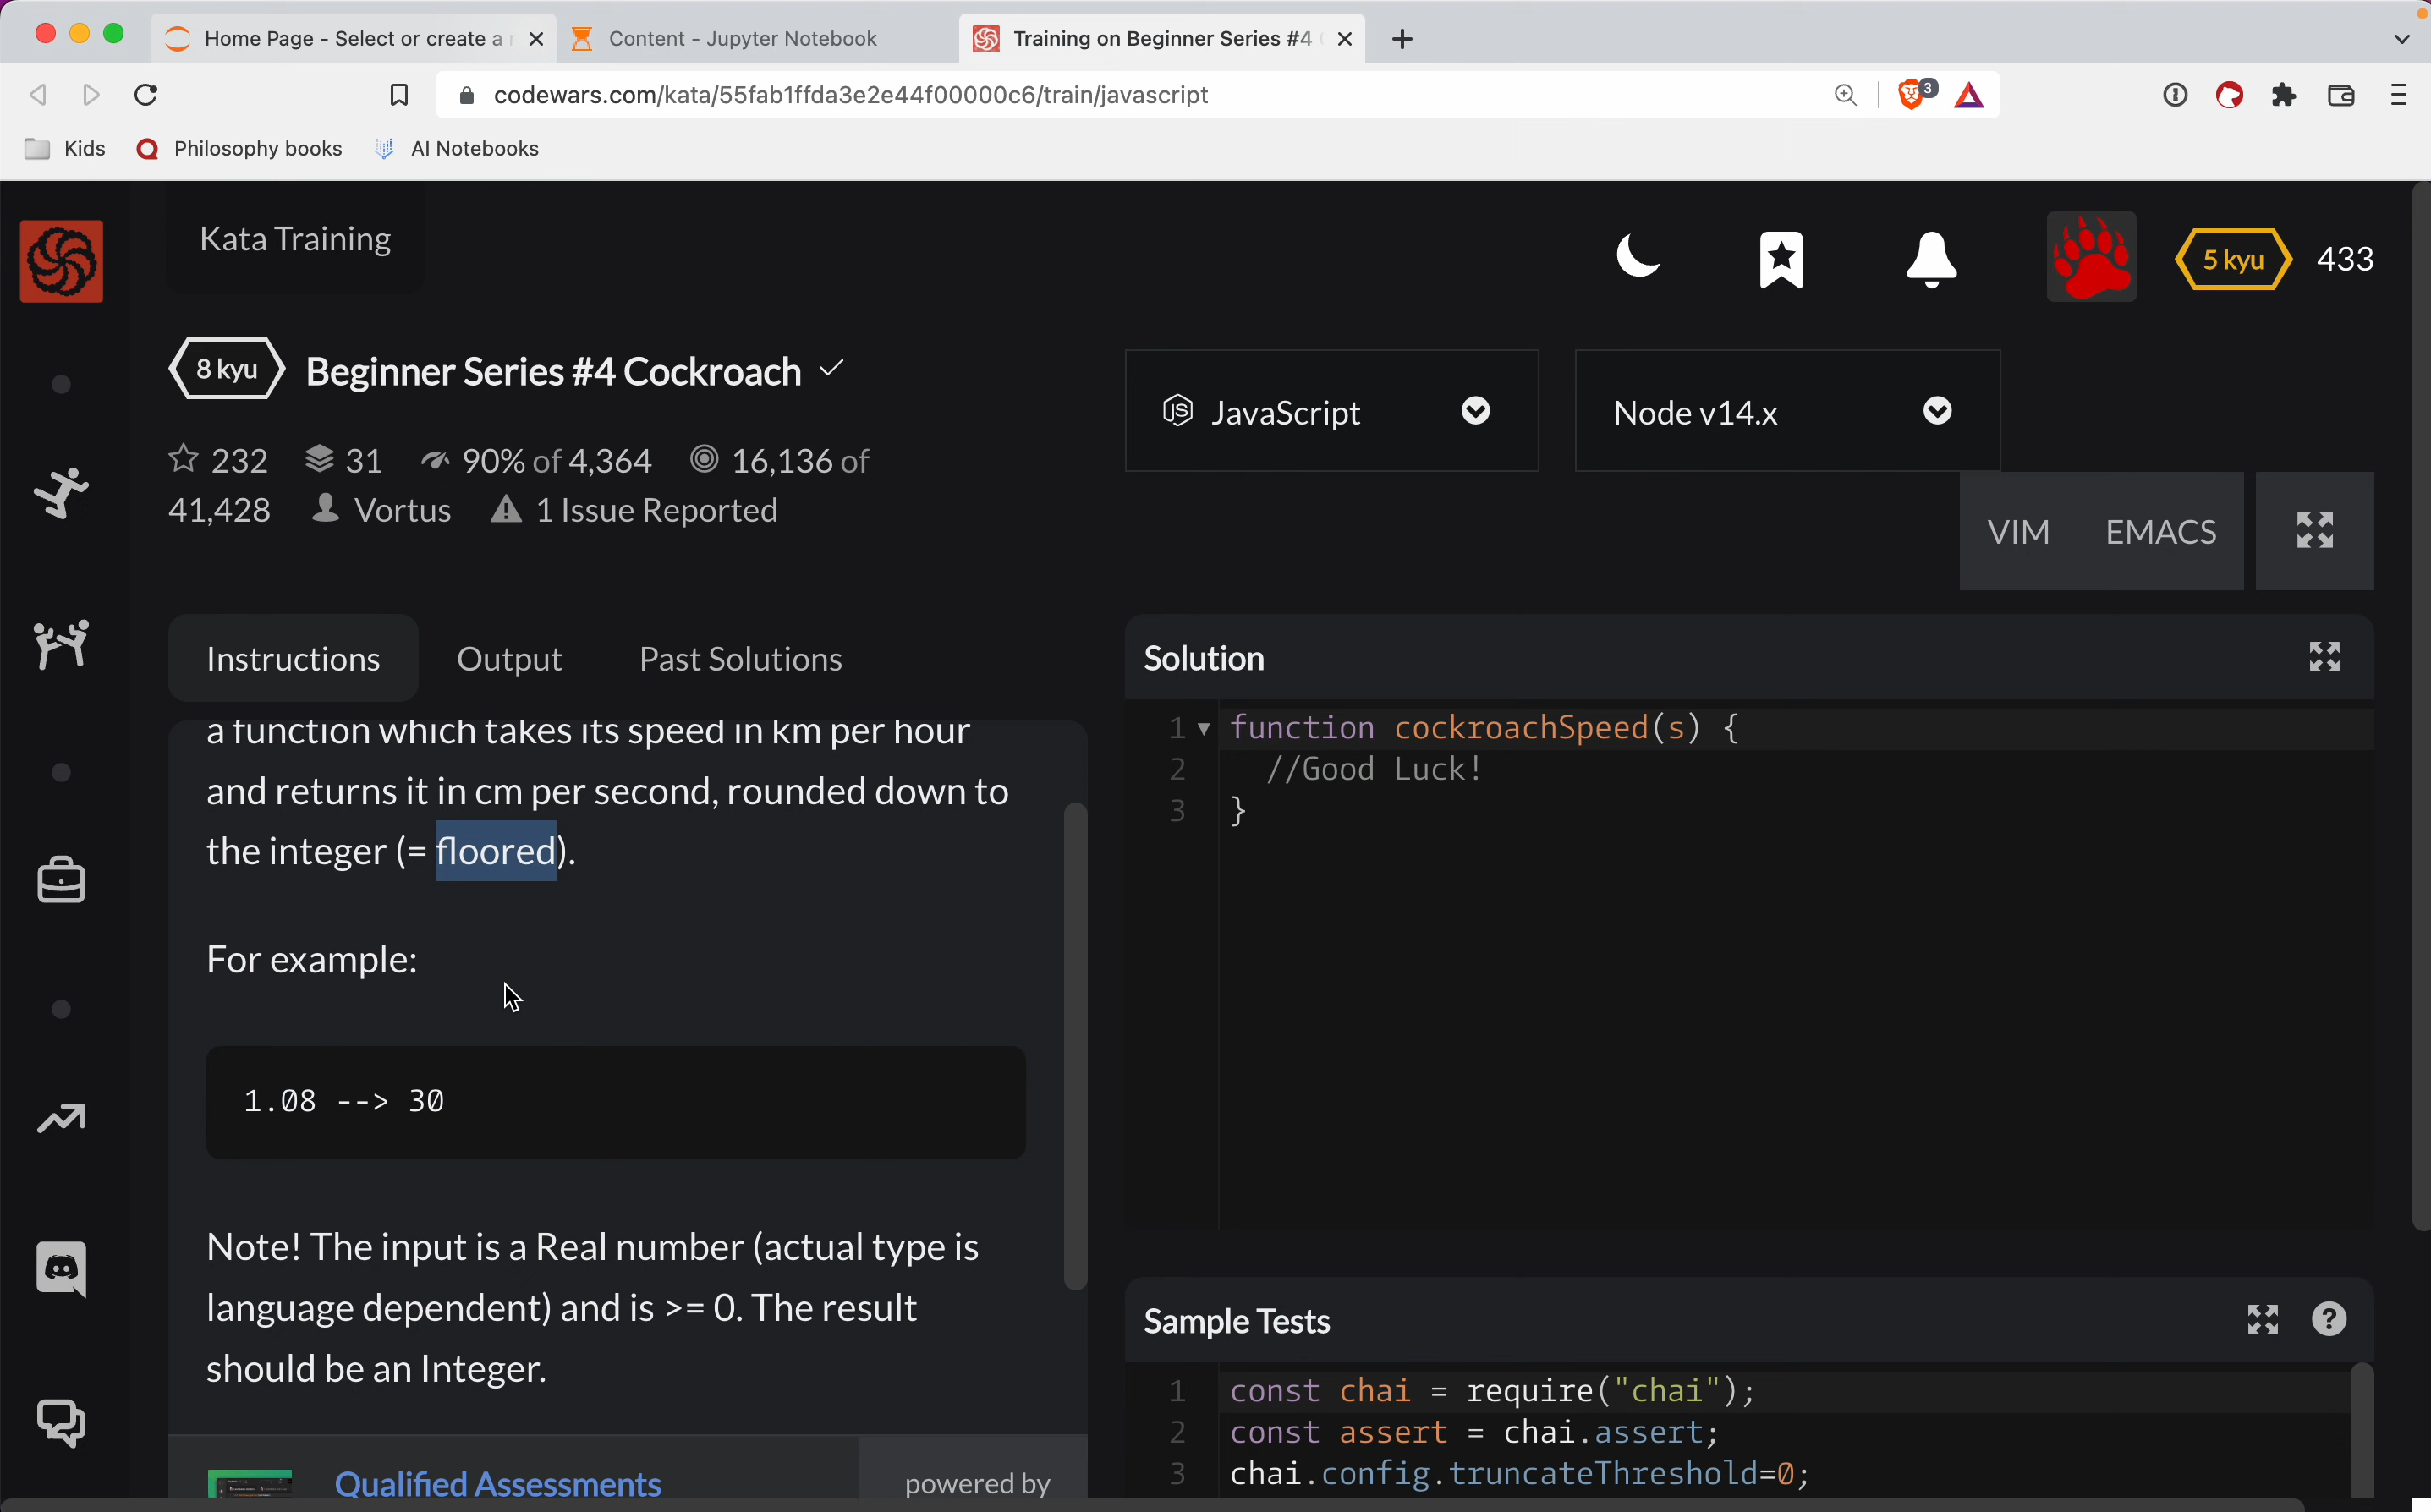 Home Page - Select or create a
Content - Jupyter Notebook
Training on Beginner Series #4
codewars.com/kata/55fab1ffda3e2e44f00000c6/train/javascript
3
Kids
Philosophy books
AI Notebooks
Kata Training
5 kyu
433
8 kyu
Beginner Series #4 Cockroach
JavaScript
Node v14.x
232 31 90% of 4,364 16,136 of
41,428 Vortus 1 Issue Reported
VIM EMACS
Instructions
Output
Past Solutions
a function which takes its speed in km per hour
and returns it in cm per second, rounded down to
the integer (= floored).
For example:
1.08 --> 30
Note! The input is a Real number (actual type is
language dependent) and is >= 0. The result
should be an Integer.
Qualified Assessments
powered by
Solution
1 function cockroachSpeed(s) {
2 //Good Luck!
3 }
Sample Tests
?
1 const chai = require("chai");
2 const assert = chai.assert;
3 chai.config.truncateThreshold=0;